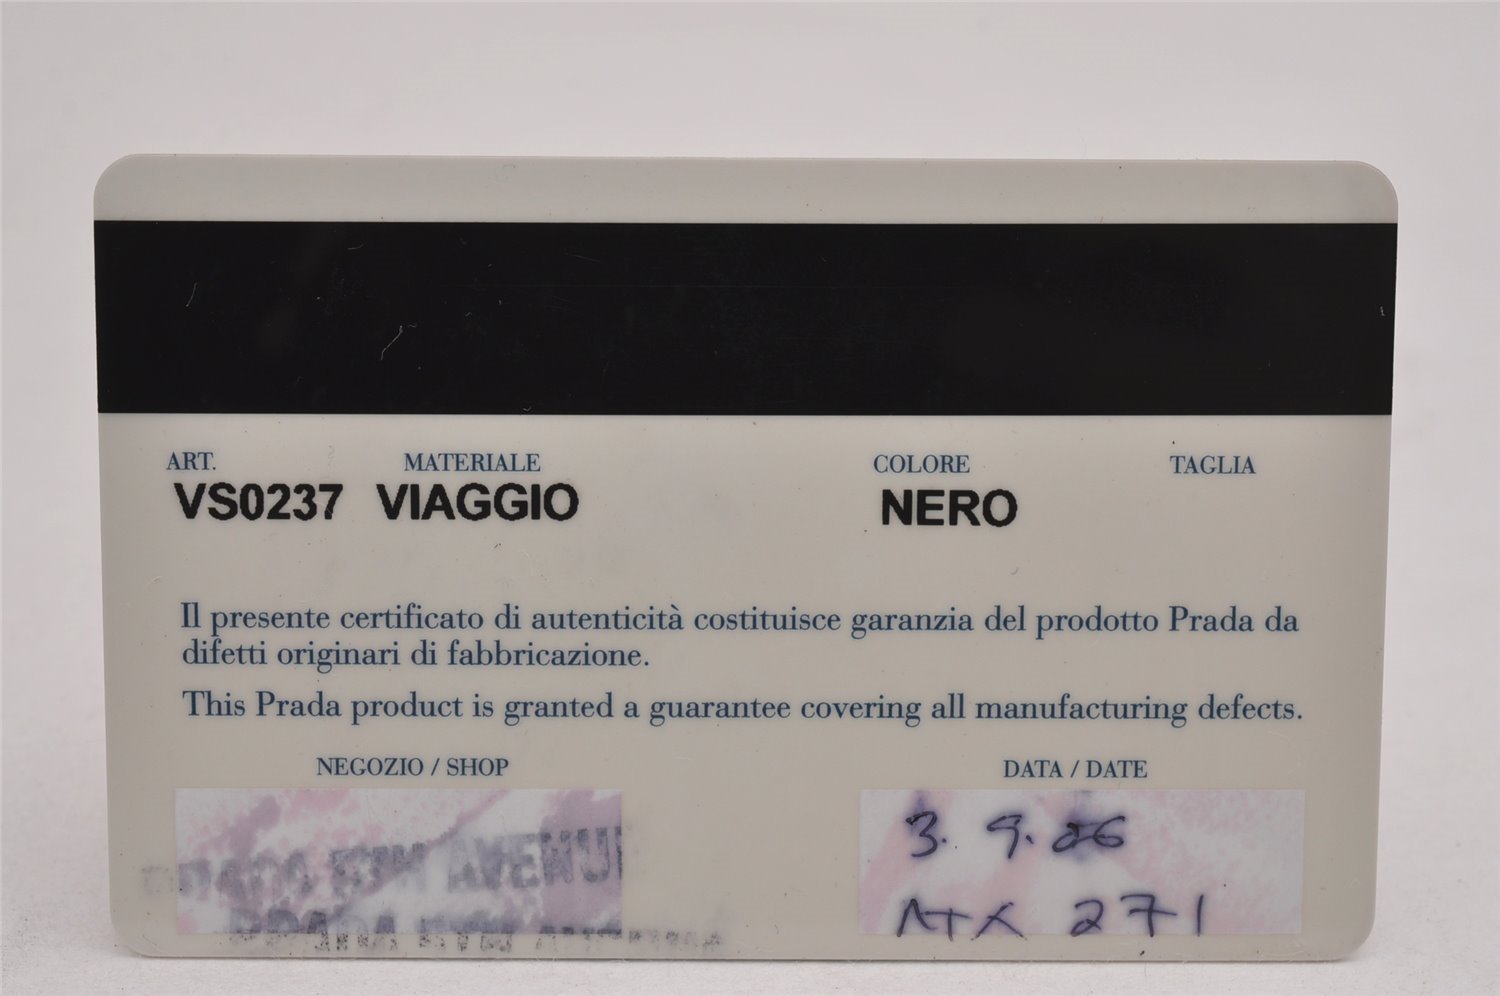 ART. MATERIALE COLORE TAGLIA
VS0237 VIAGGIO NERO
Il presente certificato di autenticità costituisce garanzia del prodotto Prada da
difetti originari di fabbricazione.
This Prada product is granted a guarantee covering all manufacturing defects.
NEGOZIO / SHOP DATA / DATE
3. 9. 06
271